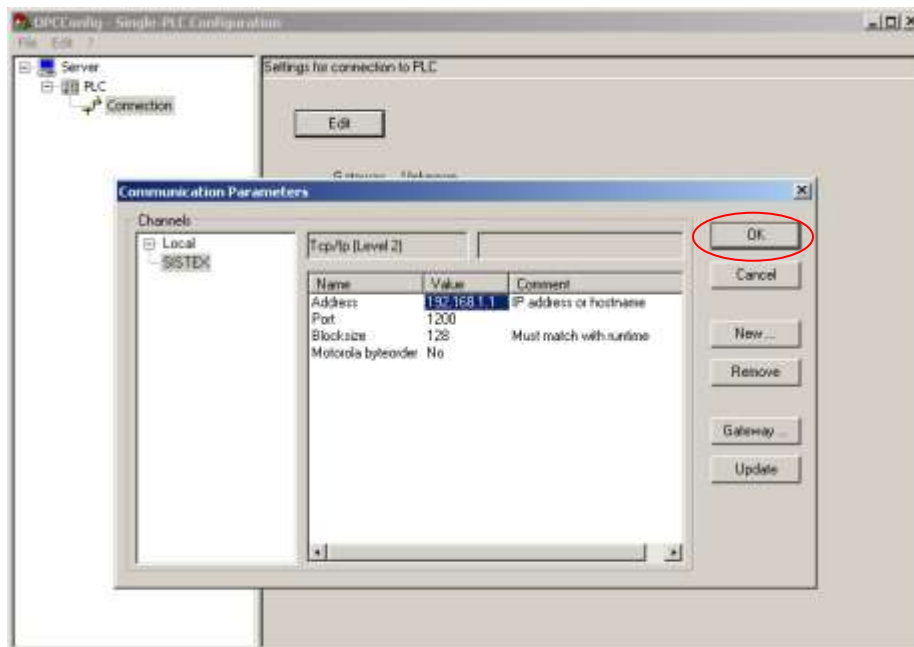 OPCConfig - Single-PLC Configuration
File Edit ?
Server
PLC
Connection
Settings for connection to PLC
Edit
Communication Parameters
Channels
Local
SISTEX
Tcp/Ip (Level 2)
Name Value Comment
Address 192.168.1.1 IP address or hostname
Port 1200
Blocksize 128 Must match with runtime
Motorola byteorder No
OK
Cancel
New ...
Remove
Gateway ...
Update